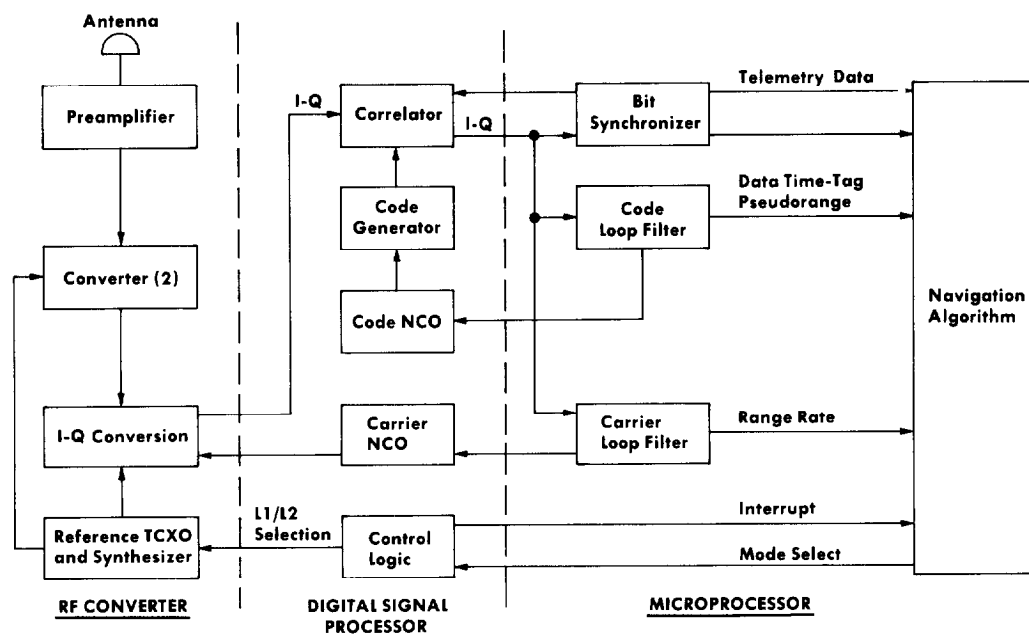 Antenna
Preamplifier
Converter (2)
I-Q Conversion
Reference TCXO
and Synthesizer
RF CONVERTER
I-Q
Correlator
I-Q
Code
Generator
Code NCO
Carrier
NCO
L1/L2
Selection
Control
Logic
DIGITAL SIGNAL
PROCESSOR
Bit
Synchronizer
Telemetry Data
Code
Loop Filter
Data Time-Tag
Pseudorange
Carrier
Loop Filter
Range Rate
Interrupt
Mode Select
Navigation
Algorithm
MICROPROCESSOR